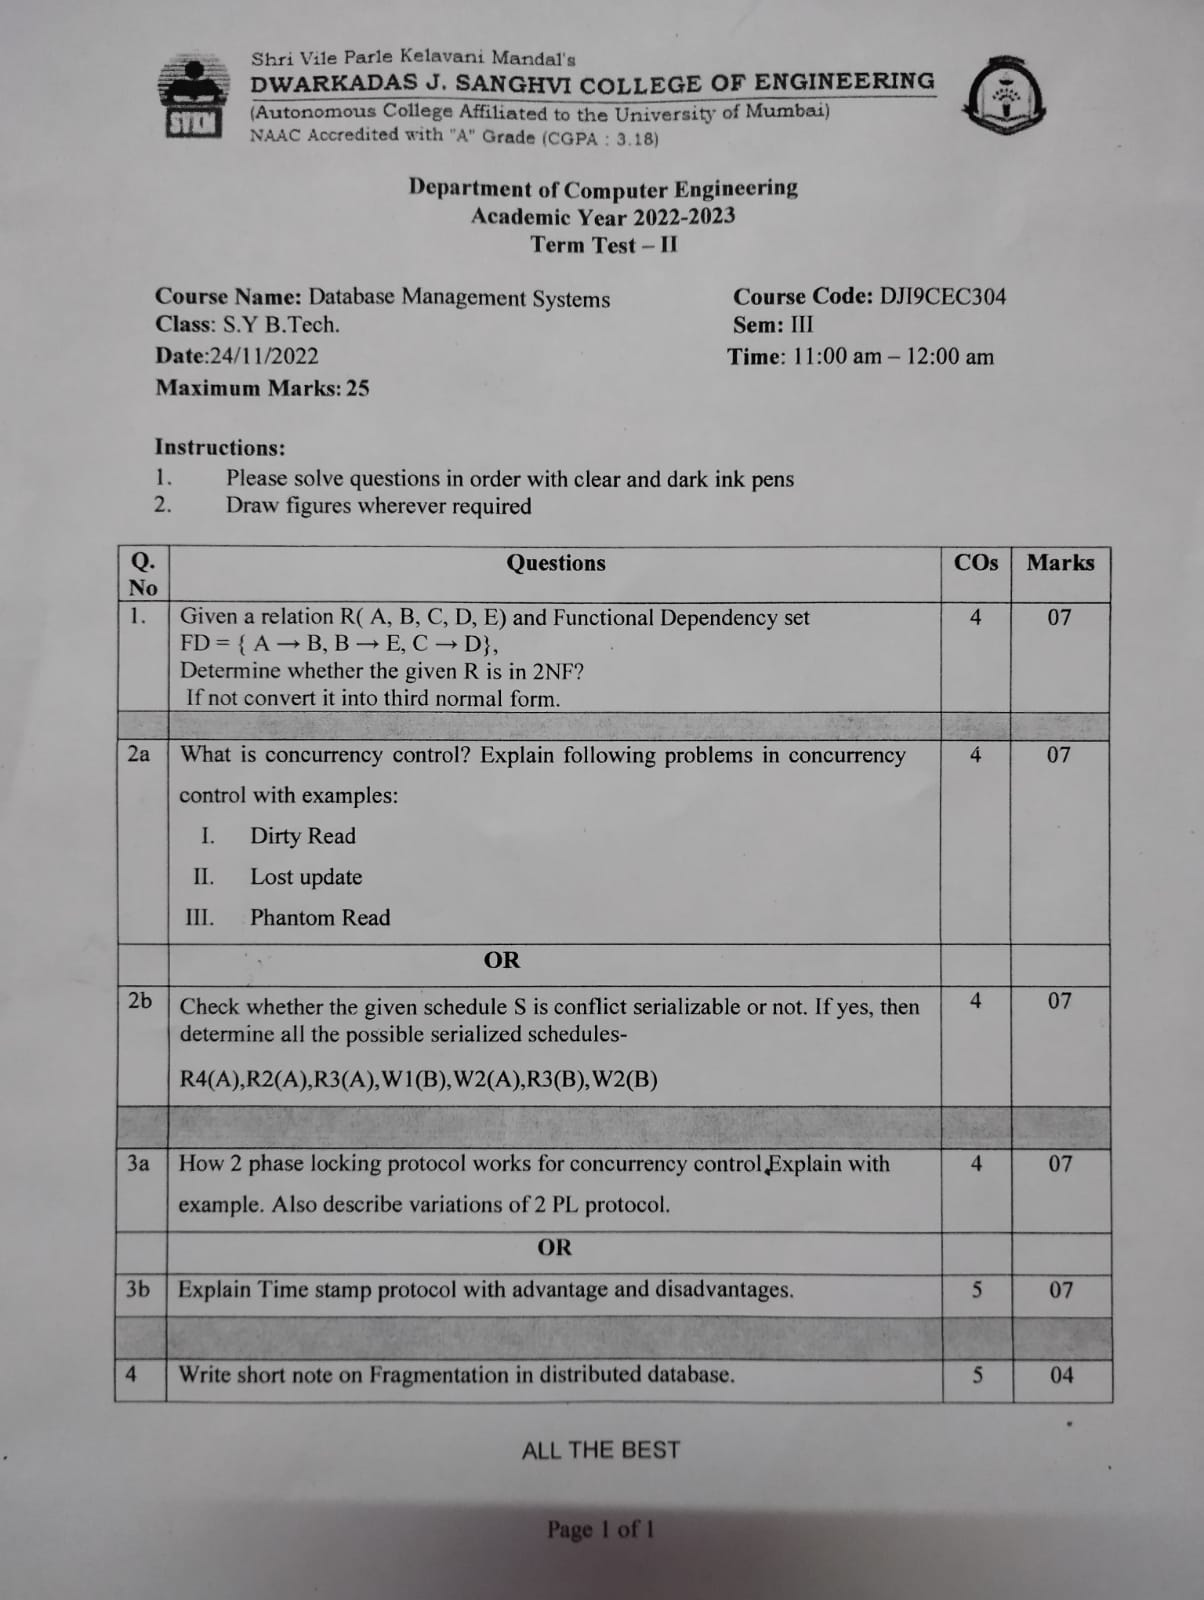 Shri Vile Parle Kelavani Mandal's
DWARKADAS J. SANGHVI COLLEGE OF ENGINEERING
(Autonomous College Affiliated to the University of Mumbai)
NAAC Accredited with "A" Grade (CGPA : 3.18)
SVKM
Department of Computer Engineering
Academic Year 2022-2023
Term Test – II
Course Name: Database Management Systems Course Code: DJI9CEC304
Class: S.Y B.Tech. Sem: III
Date:24/11/2022 Time: 11:00 am – 12:00 am
Maximum Marks: 25
Instructions:
1. Please solve questions in order with clear and dark ink pens
2. Draw figures wherever required
Q. No Questions COs Marks
1. Given a relation R( A, B, C, D, E) and Functional Dependency set 4 07
FD = { A → B, B → E, C → D},
Determine whether the given R is in 2NF?
If not convert it into third normal form.
2a What is concurrency control? Explain following problems in concurrency 4 07
control with examples:
I. Dirty Read
II. Lost update
III. Phantom Read
OR
2b Check whether the given schedule S is conflict serializable or not. If yes, then 4 07
determine all the possible serialized schedules-
R4(A),R2(A),R3(A),W1(B),W2(A),R3(B),W2(B)
3a How 2 phase locking protocol works for concurrency control,Explain with 4 07
example. Also describe variations of 2 PL protocol.
OR
3b Explain Time stamp protocol with advantage and disadvantages. 5 07
4 Write short note on Fragmentation in distributed database. 5 04
ALL THE BEST
Page 1 of 1